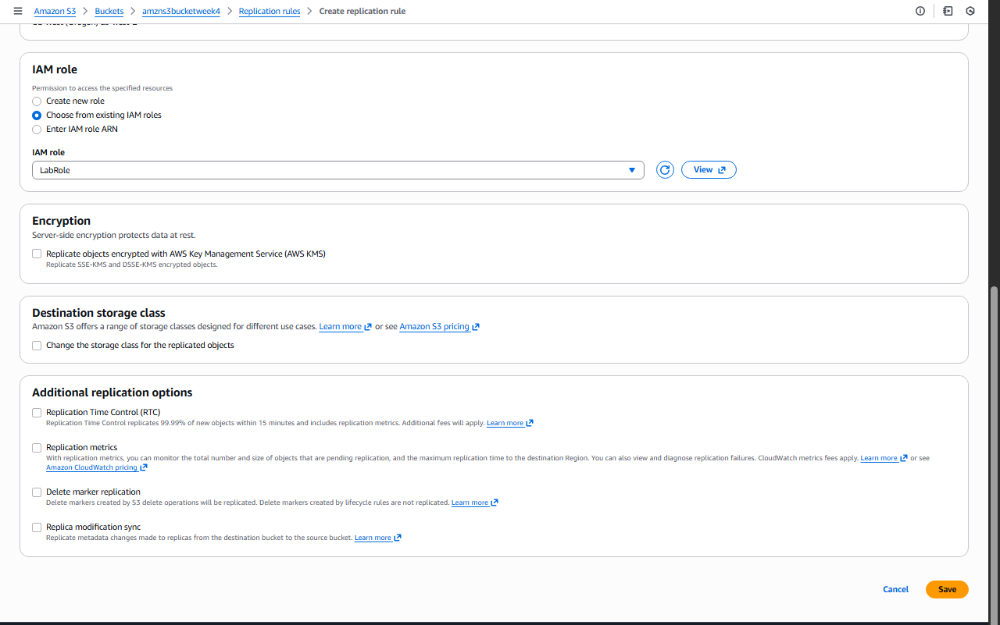 Amazon S3 > Buckets > amzns3bucketweek4 > Replication rules > Create replication rule
IAM role
Permission to access the specified resources
Create new role
Choose from existing IAM roles
Enter IAM role ARN
IAM role
LabRole
View
Encryption
Server-side encryption protects data at rest.
Replicate objects encrypted with AWS Key Management Service (AWS KMS)
Replicate SSE-KMS and DSSE-KMS encrypted objects.
Destination storage class
Amazon S3 offers a range of storage classes designed for different use cases. Learn more or see Amazon S3 pricing
Change the storage class for the replicated objects
Additional replication options
Replication Time Control (RTC)
Replication Time Control replicates 99.99% of new objects within 15 minutes and includes replication metrics. Additional fees will apply. Learn more
Replication metrics
With replication metrics, you can monitor the total number and size of objects that are pending replication, and the maximum replication time to the destination Region. You can also view and diagnose replication failures. CloudWatch metrics fees apply. Learn more or see
Amazon CloudWatch pricing
Delete marker replication
Delete markers created by S3 delete operations will be replicated. Delete markers created by lifecycle rules are not replicated. Learn more
Replica modification sync
Replicate metadata changes made to replicas from the destination bucket to the source bucket. Learn more
Cancel
Save